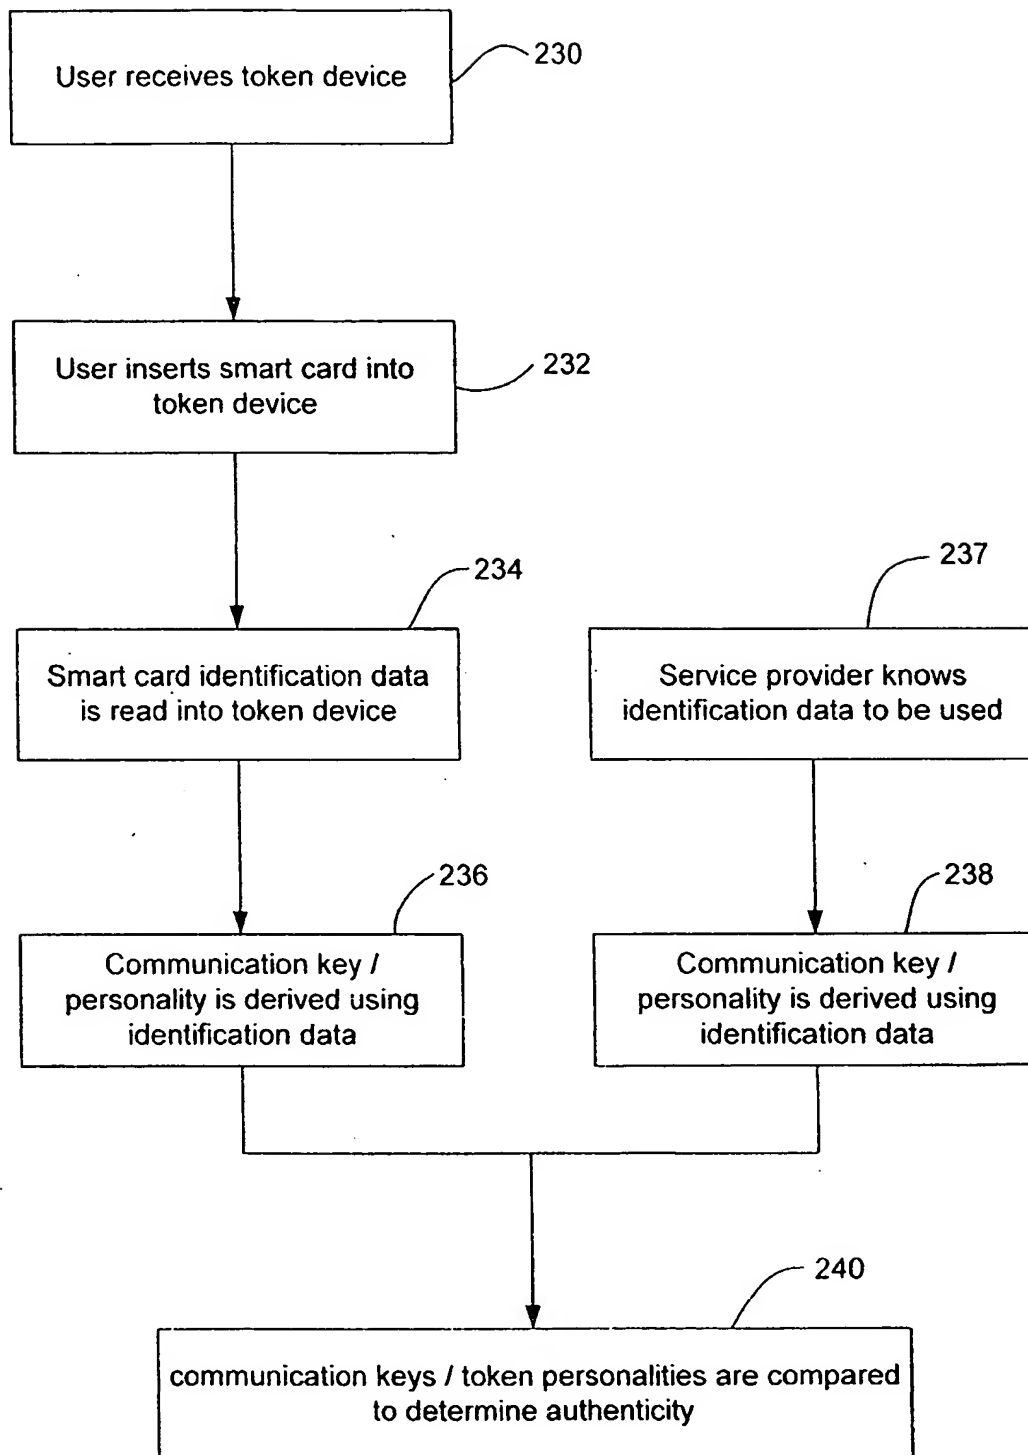 User receives token device
230
User inserts smart card into
token device
232
234
Smart card identification data
is read into token device
237
Service provider knows
identification data to be used
236
Communication key /
personality is derived using
identification data
238
Communication key /
personality is derived using
identification data
240
communication keys / token personalities are compared
to determine authenticity